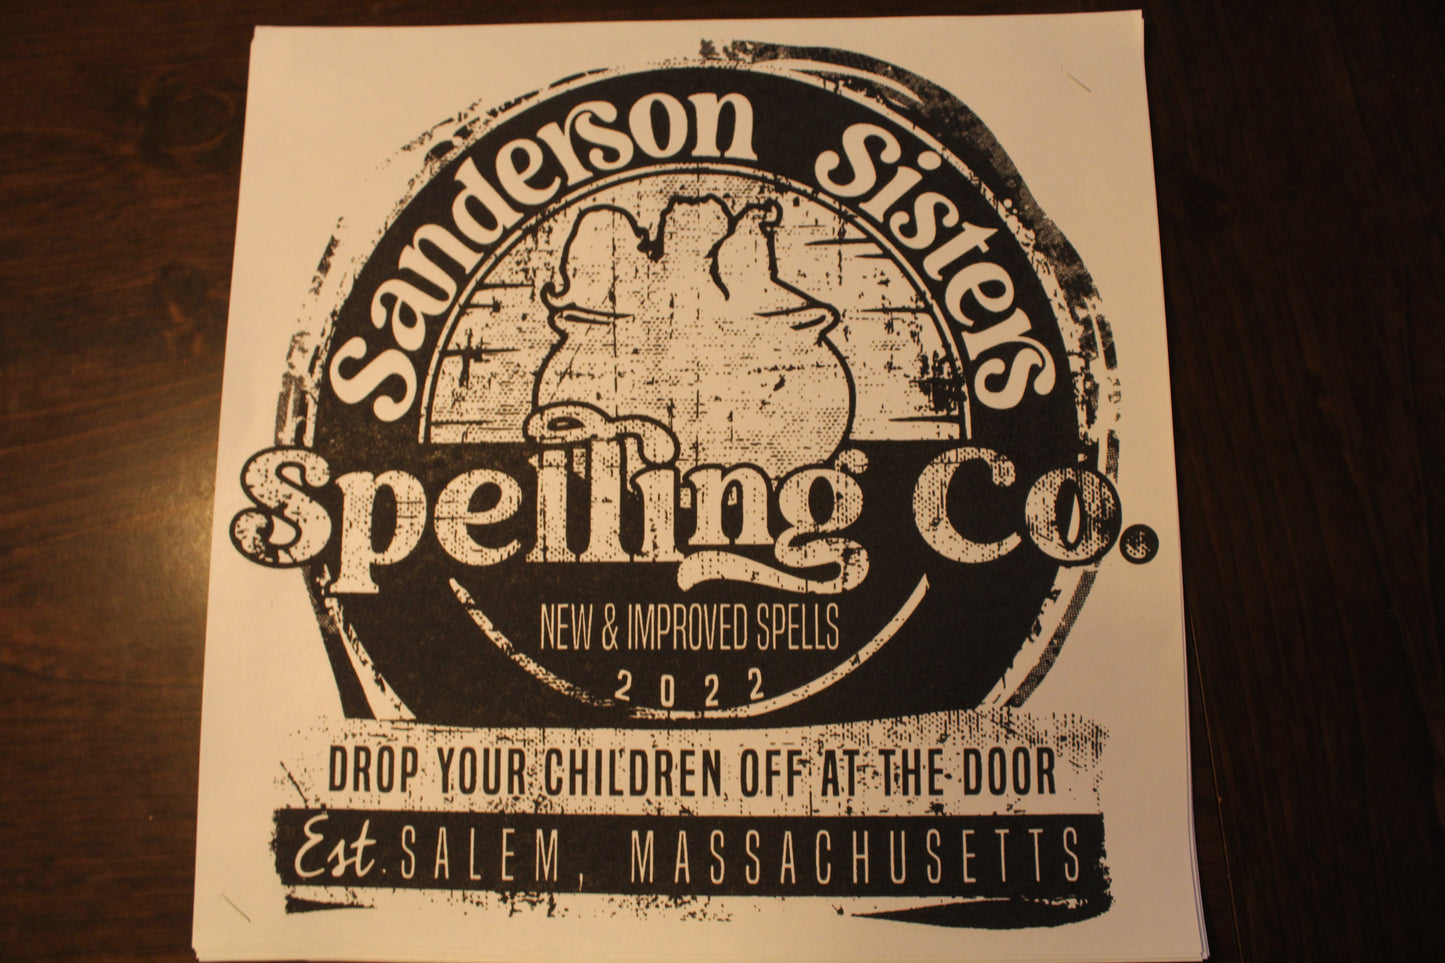 Sanderson Sisters
Spelling Co.
NEW & IMPROVED SPELLS
2022
DROP YOUR CHILDREN OFF AT THE DOOR
Est. SALEM, MASSACHUSETTS